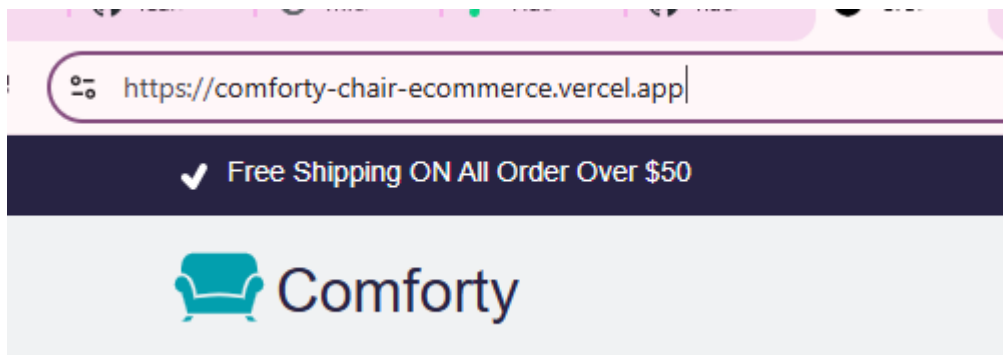 https://comforty-chair-ecommerce.vercel.app
Free Shipping ON All Order Over $50
Comforty